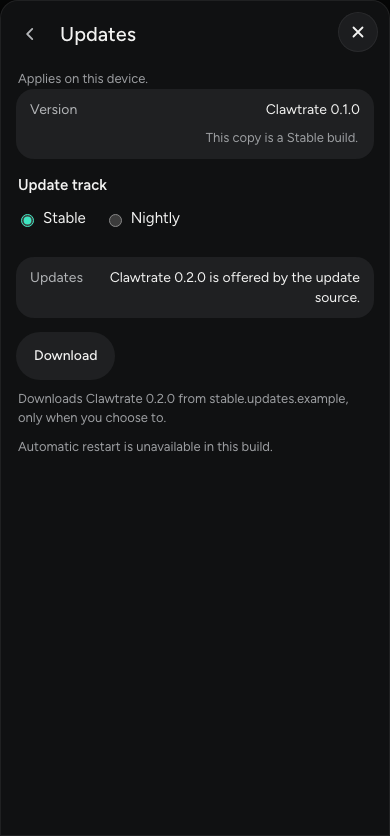 Updates
Applies on this device.
Version Clawtrate 0.1.0
This copy is a Stable build.
Update track
Stable Nightly
Updates Clawtrate 0.2.0 is offered by the update
source.
Download
Downloads Clawtrate 0.2.0 from stable.updates.example,
only when you choose to.
Automatic restart is unavailable in this build.